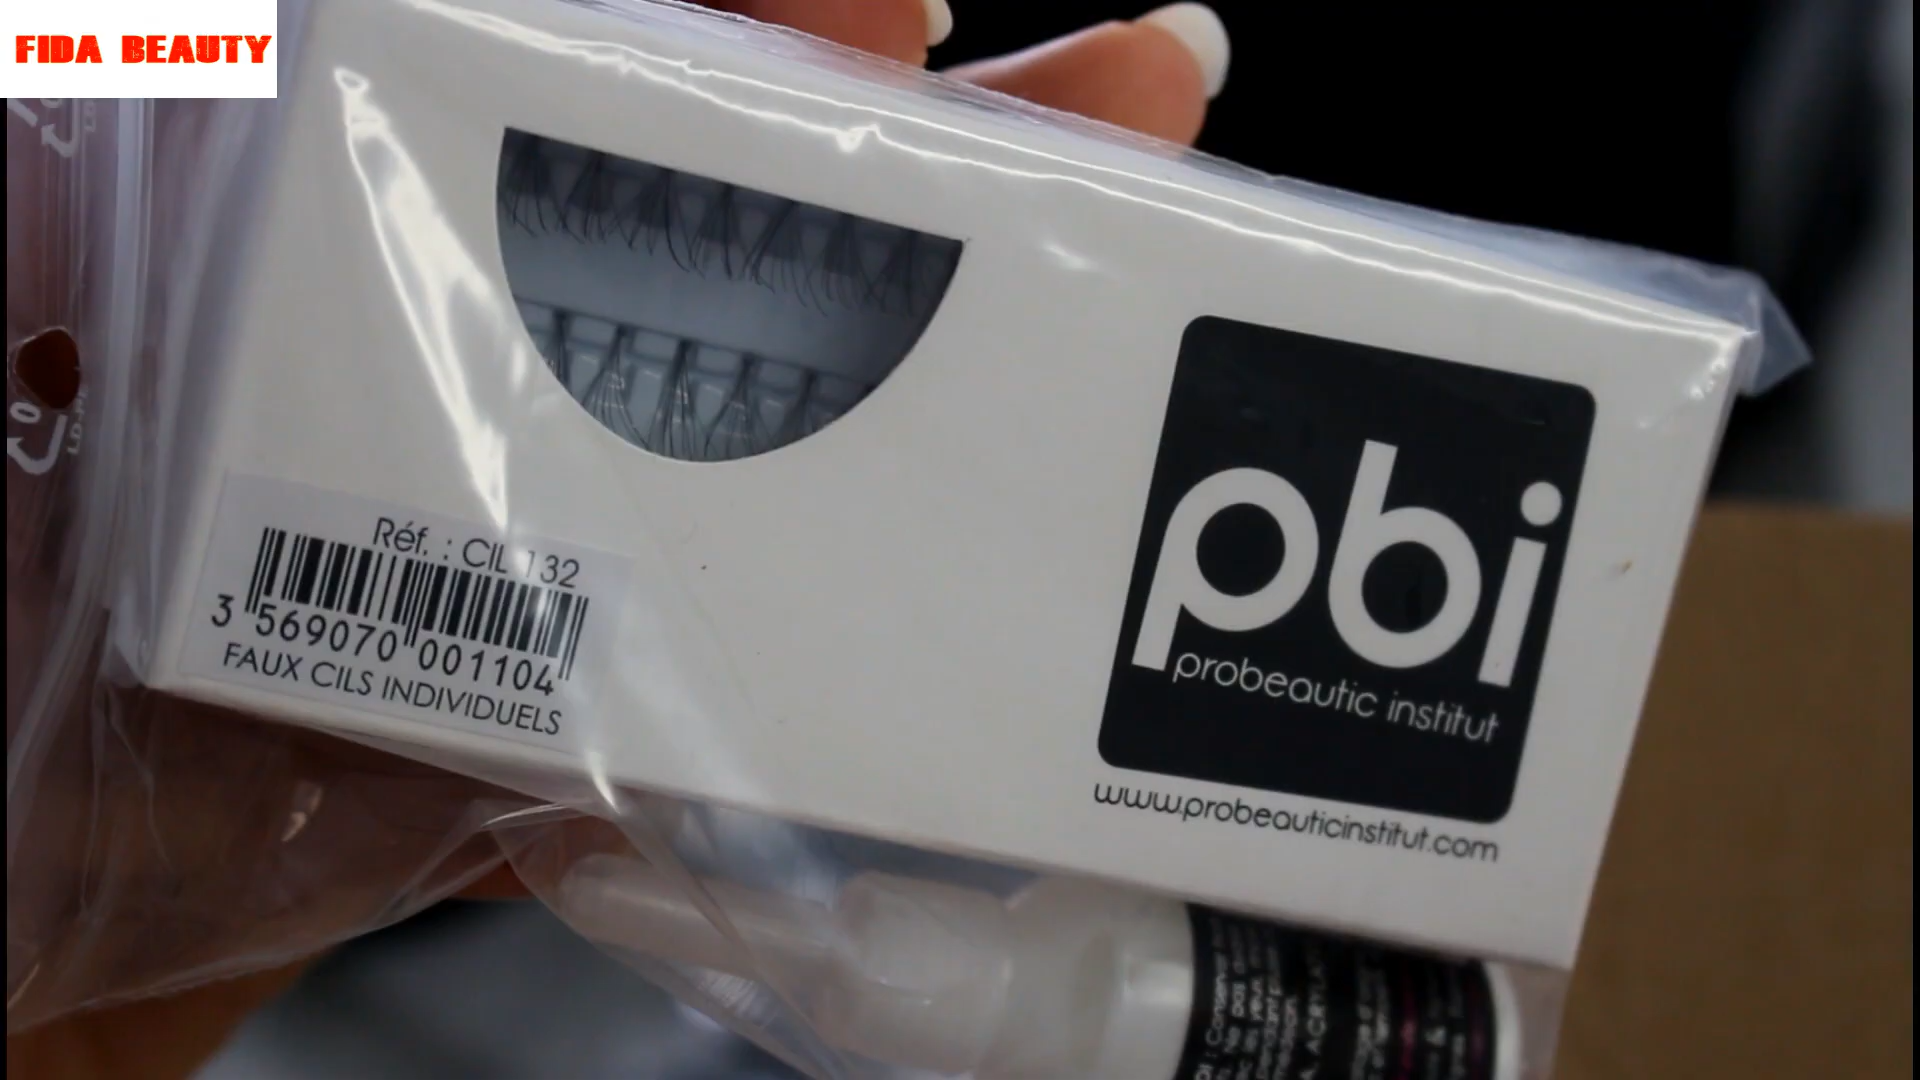 FIDA BEAUTY
Réf. : CIL 132
3 569070 001104
FAUX CILS INDIVIDUELS
pbi
probeautic institut
www.probeauticinstitut.com